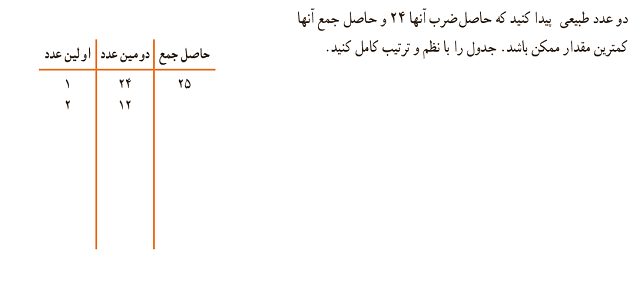 دو عدد طبیعی پیدا کنید که حاصل‌ضرب آنها ۲۴ و حاصل جمع آنها
کمترین مقدار ممکن باشد. جدول را با نظم و ترتیب کامل کنید.
اولین عدد دومین عدد حاصل جمع
۱ ۲۴ ۲۵
۲ ۱۲